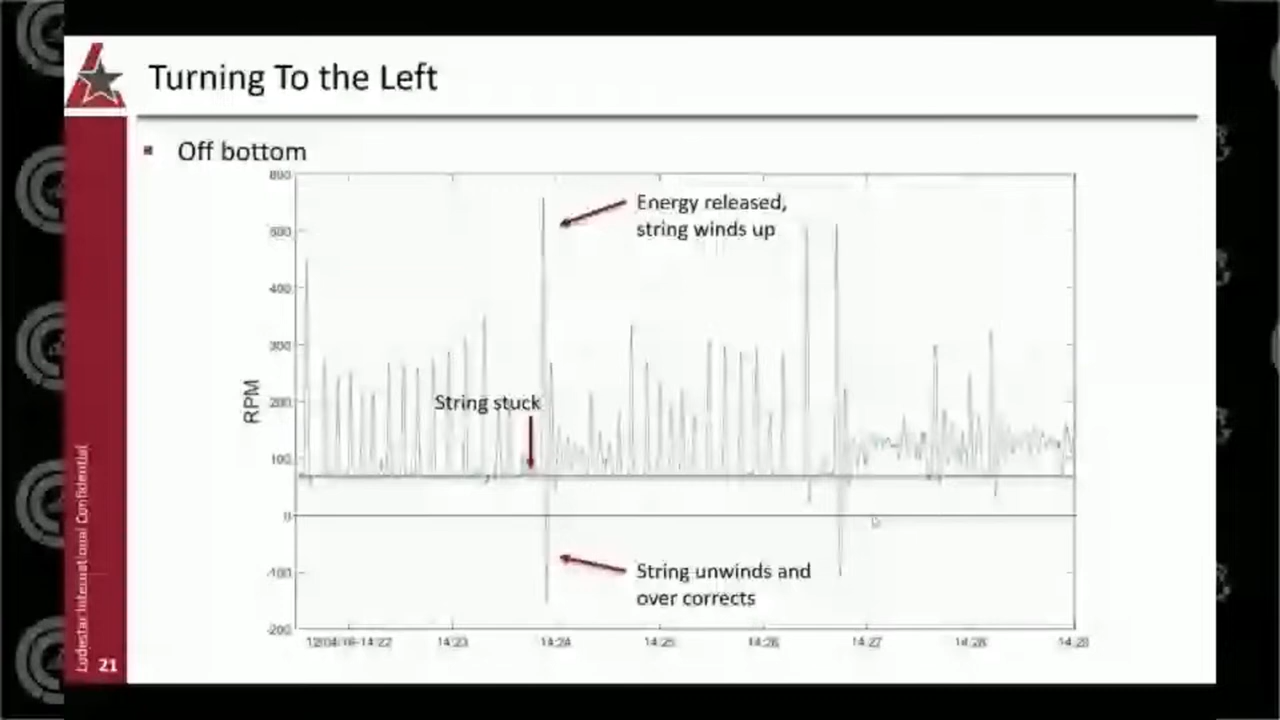 Turning To the Left
Off bottom
800
600
400
300
200
100
0
-100
-200
RPM
Energy released,
string winds up
String stuck
String unwinds and
over corrects
14:23
14:24
14:25
14:26
14:27
14:28
Lodestar International Confidential
21